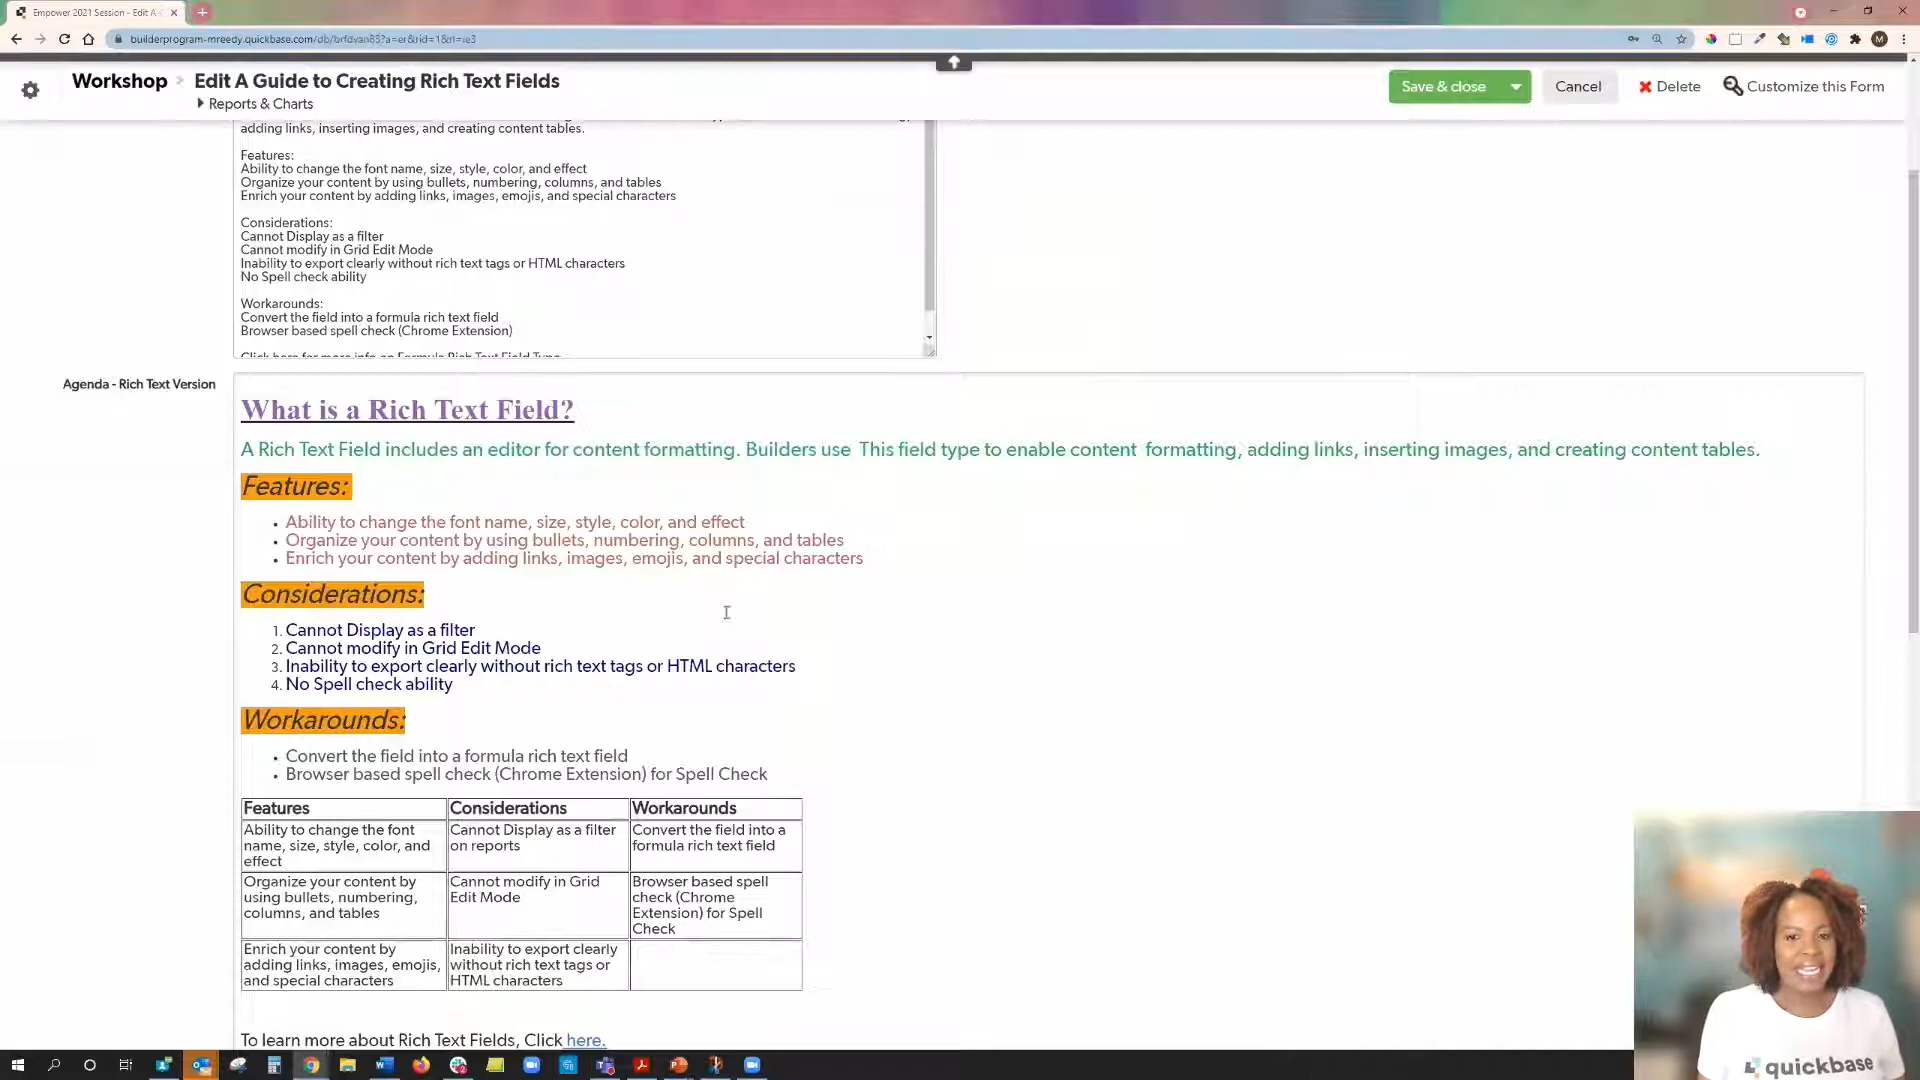 Empower 2021 Session - Edit A
builderprogram-mreedy.quickbase.com/db/
M
Workshop
Edit A Guide to Creating Rich Text Fields
Reports & Charts
Save & close
Cancel
Delete
Customize this Form
adding links, inserting images, and creating content tables.
Features:
Ability to change the font name, size, style, color, and effect
Organize your content by using bullets, numbering, columns, and tables
Enrich your content by adding links, images, emojis, and special characters
Considerations:
Cannot Display as a filter
Cannot modify in Grid Edit Mode
Inability to export clearly without rich text tags or HTML characters
No Spell check ability
Workarounds:
Convert the field into a formula rich text field
Browser based spell check (Chrome Extension)
Click here for more info on Formula Rich Text Field Type
Agenda - Rich Text Version
What is a Rich Text Field?
A Rich Text Field includes an editor for content formatting. Builders use This field type to enable content formatting, adding links, inserting images, and creating content tables.
Features:
• Ability to change the font name, size, style, color, and effect
• Organize your content by using bullets, numbering, columns, and tables
• Enrich your content by adding links, images, emojis, and special characters
Considerations:
1. Cannot Display as a filter
2. Cannot modify in Grid Edit Mode
3. Inability to export clearly without rich text tags or HTML characters
4. No Spell check ability
Workarounds:
• Convert the field into a formula rich text field
• Browser based spell check (Chrome Extension) for Spell Check
Features Considerations Workarounds
Ability to change the font
name, size, style, color, and
effect
Cannot Display as a filter
on reports
Convert the field into a
formula rich text field
Organize your content by
using bullets, numbering,
columns, and tables
Cannot modify in Grid
Edit Mode
Browser based spell
check (Chrome
Extension) for Spell
Check
Enrich your content by
adding links, images, emojis,
and special characters
Inability to export clearly
without rich text tags or
HTML characters
To learn more about Rich Text Fields, Click here.
quickbase